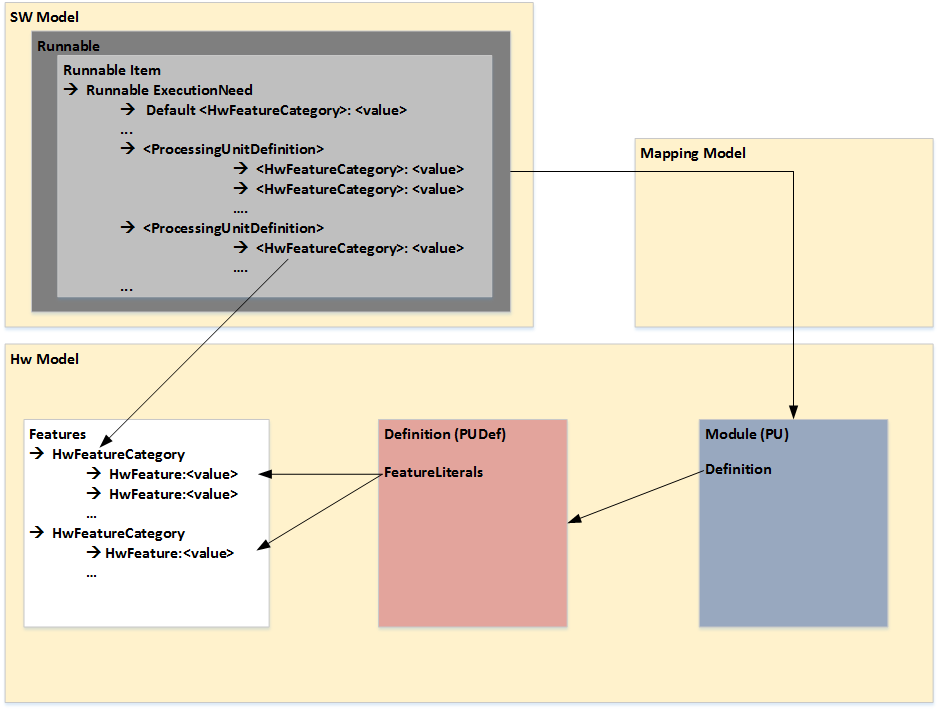 SW Model
Runnable
Runnable Item
→ Runnable ExecutionNeed
→ Default <HwFeatureCategory>: <value>
...
→ <ProcessingUnitDefinition>
→ <HwFeatureCategory>: <value>
→ <HwFeatureCategory>: <value>
....
→ <ProcessingUnitDefinition>
→ <HwFeatureCategory>: <value>
....
...
Mapping Model
Hw Model
Features
→ HwFeatureCategory
→ HwFeature:<value>
→ HwFeature:<value>
...
→ HwFeatureCategory
→ HwFeature:<value>
...
Definition (PUDef)
FeatureLiterals
Module (PU)
Definition